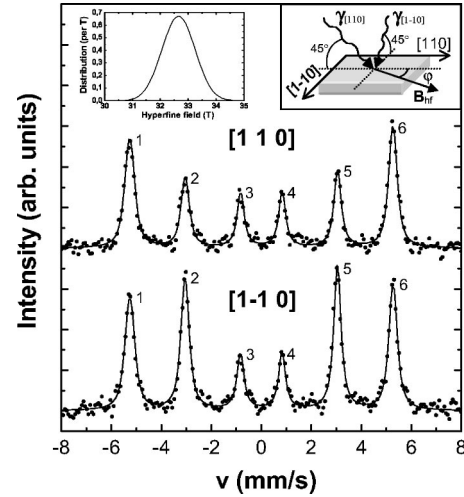 Distribution (per T)
0,7
0,6
0,5
0,4
0,3
0,2
0,1
0,0
30 31 32 33 34 35
Hyperfine field (T)
γ[110]
γ[1-10]
45°
45°
[110]
[1-10]
φ
Bhf
Intensity (arb. units)
[1 1 0]
1
2
3
4
5
6
[1-1 0]
1
2
3
4
5
6
-8 -6 -4 -2 0 2 4 6 8
v (mm/s)